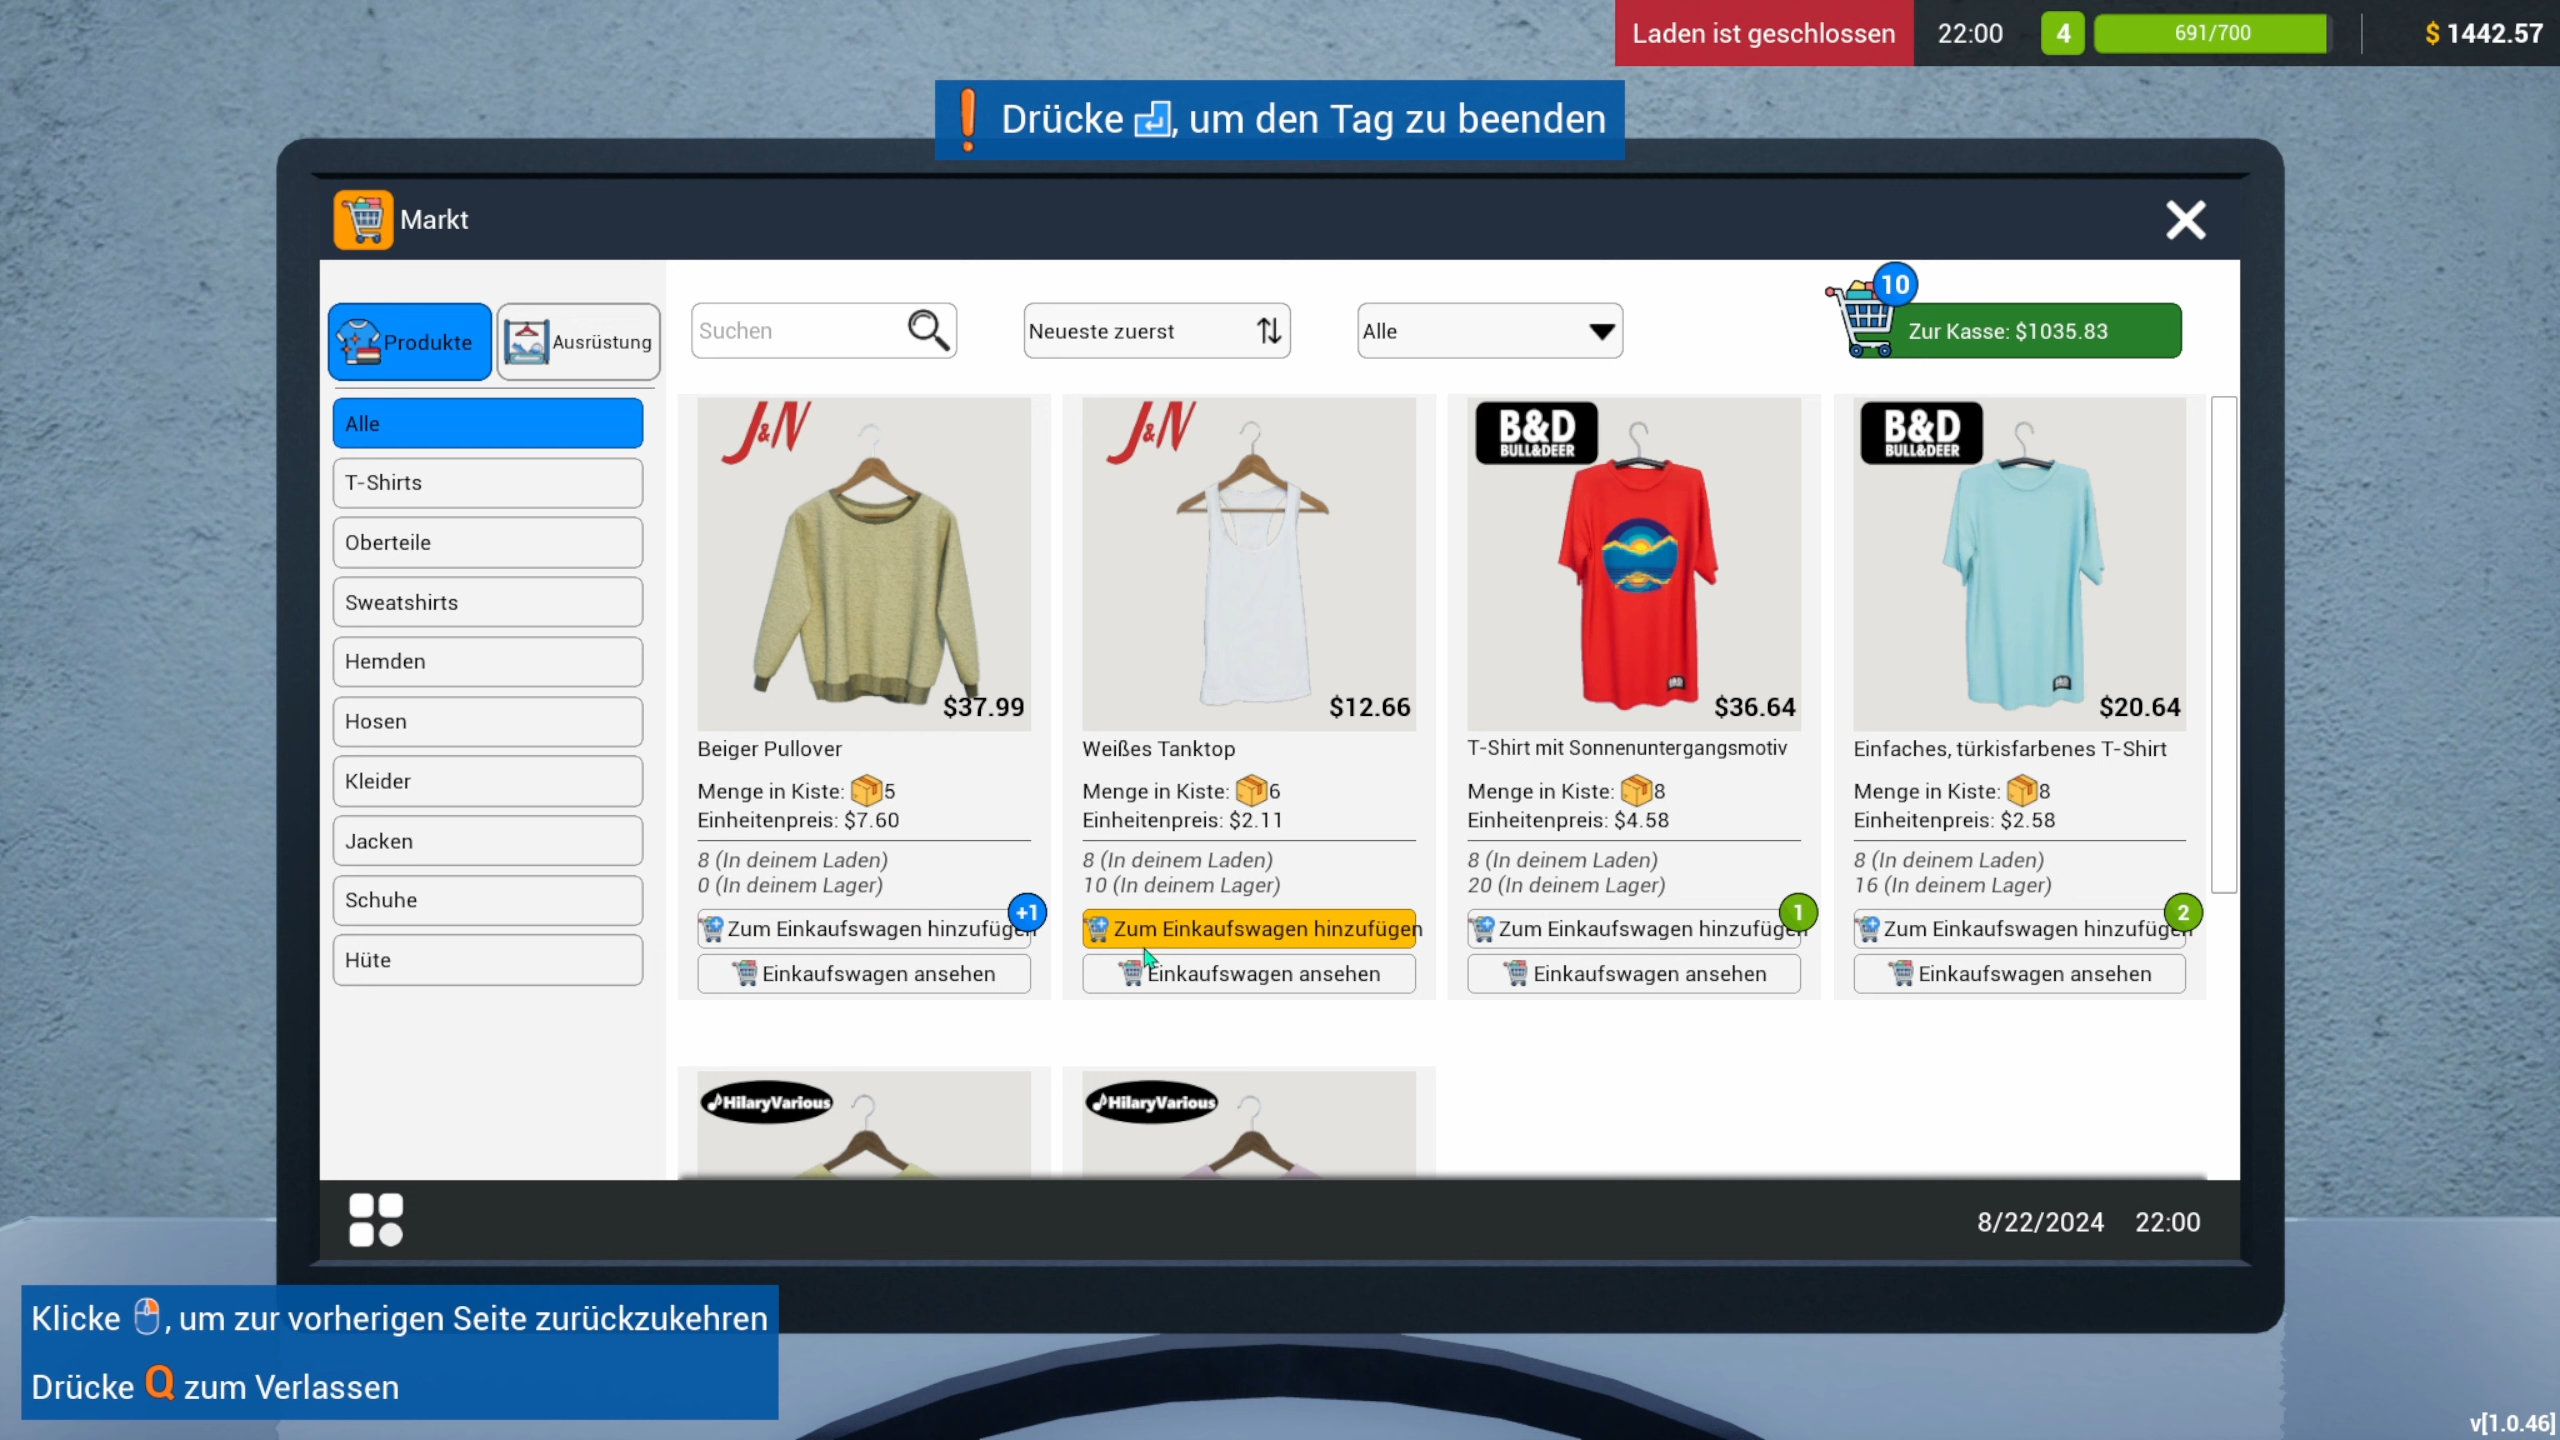 Laden ist geschlossen
22:00
4
691/700
$ 1442.57
Drücke , um den Tag zu beenden
Markt
Produkte
Ausrüstung
Suchen
Neueste zuerst
Alle
10
Zur Kasse: $1035.83
Alle
T-Shirts
Oberteile
Sweatshirts
Hemden
Hosen
Kleider
Jacken
Schuhe
Hüte
J&N
$37.99
Beiger Pullover
Menge in Kiste: 5
Einheitenpreis: $7.60
8 (In deinem Laden)
0 (In deinem Lager)
+1
Zum Einkaufswagen hinzufügen
Einkaufswagen ansehen
J&N
$12.66
Weißes Tanktop
Menge in Kiste: 6
Einheitenpreis: $2.11
8 (In deinem Laden)
10 (In deinem Lager)
Zum Einkaufswagen hinzufügen
Einkaufswagen ansehen
B&D
BULL&DEER
$36.64
T-Shirt mit Sonnenuntergangsmotiv
Menge in Kiste: 8
Einheitenpreis: $4.58
8 (In deinem Laden)
20 (In deinem Lager)
1
Zum Einkaufswagen hinzufügen
Einkaufswagen ansehen
B&D
BULL&DEER
$20.64
Einfaches, türkisfarbenes T-Shirt
Menge in Kiste: 8
Einheitenpreis: $2.58
8 (In deinem Laden)
16 (In deinem Lager)
2
Zum Einkaufswagen hinzufügen
Einkaufswagen ansehen
HilaryVarious
HilaryVarious
8/22/2024
22:00
Klicke , um zur vorherigen Seite zurückzukehren
Drücke Q zum Verlassen
v[1.0.46]